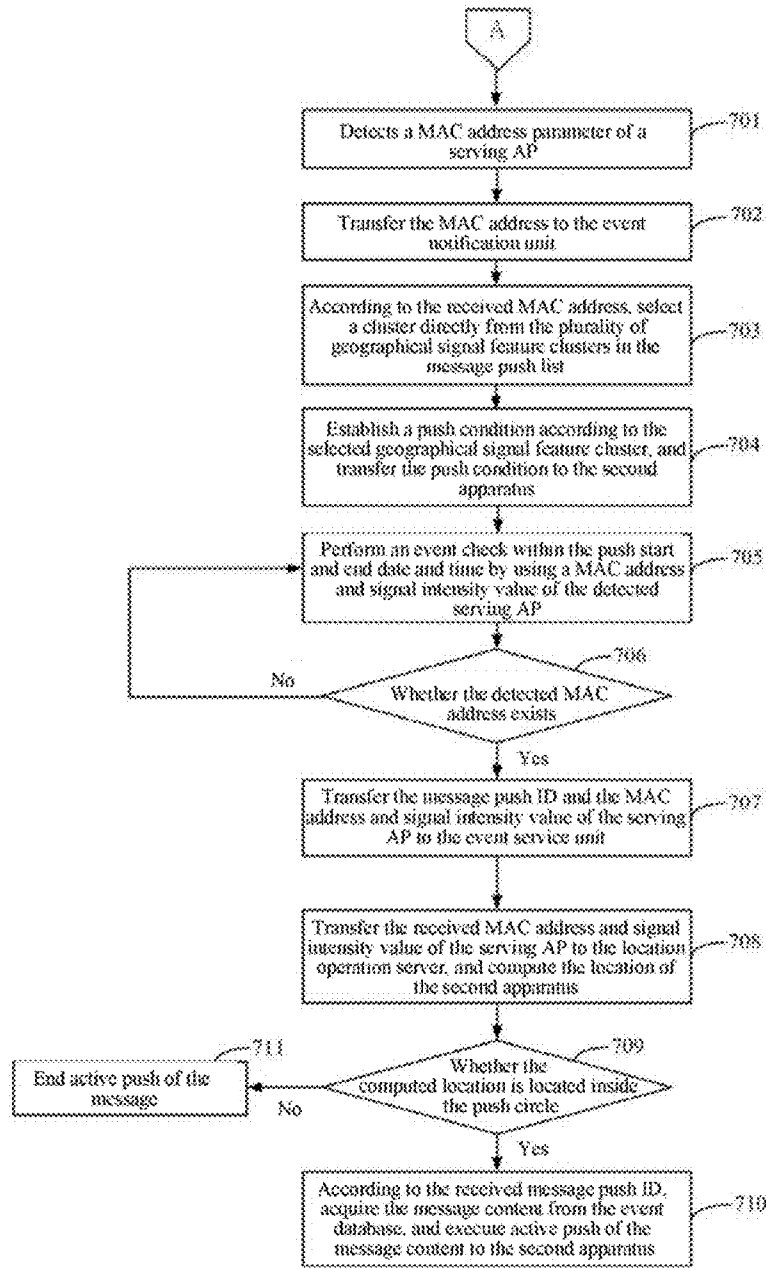 A
Detects a MAC address parameter of a
serving AP
701
Transfer the MAC address to the event
notification unit
702
According to the received MAC address, select
a cluster directly from the plurality of
geographical signal feature clusters in the
message push list
703
Establish a push condition according to the
selected geographical signal feature cluster, and
transfer the push condition to the second
apparatus
704
Perform an event check within the push start
and end date and time by using a MAC address
and signal intensity value of the detected
serving AP
705
706
No
Whether the detected MAC
address exists
Yes
Transfer the message push ID and the MAC
address and signal intensity value of the serving
AP to the event service unit
707
Transfer the received MAC address and signal
intensity value of the serving AP to the location
operation server, and compute the location of
the second apparatus
708
711
709
End active push of the
message
Whether the
computed location is located inside
the push circle
No
Yes
According to the received message push ID,
acquire the message content from the event
database, and execute active push of the
message content to the second apparatus
710